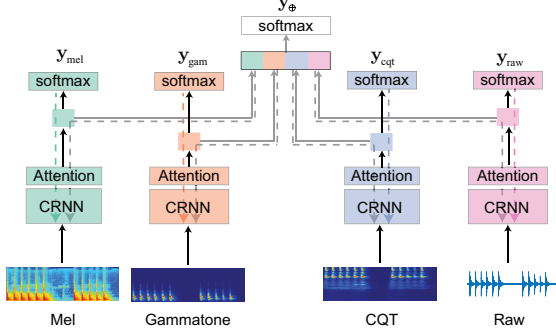 y⊕
softmax
y_mel
y_gam
y_cqt
y_raw
softmax
softmax
softmax
softmax
Attention
Attention
Attention
Attention
CRNN
CRNN
CRNN
CRNN
Mel
Gammatone
CQT
Raw